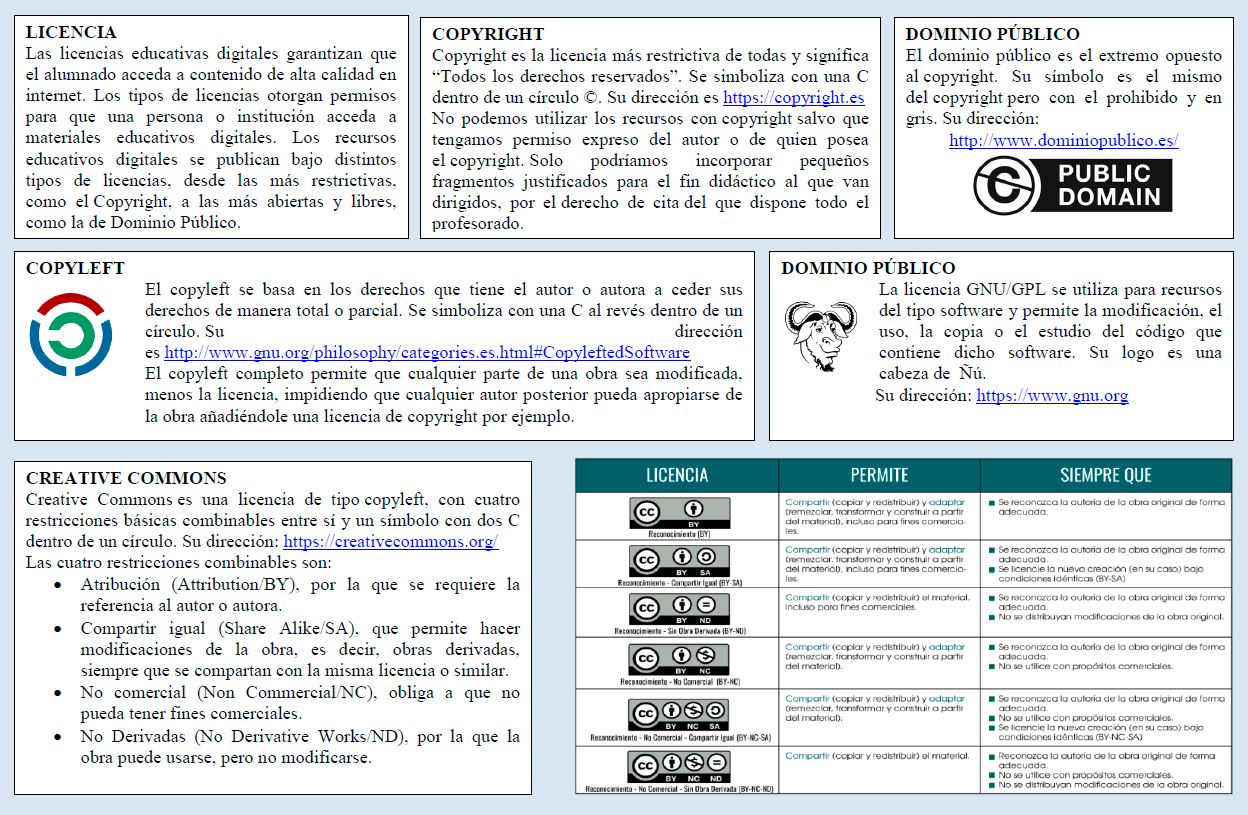 LICENCIA
Las licencias educativas digitales garantizan que
el alumnado acceda a contenido de alta calidad en
internet. Los tipos de licencias otorgan permisos
para que una persona o institución acceda a
materiales educativos digitales. Los recursos
educativos digitales se publican bajo distintos
tipos de licencias, desde las más restrictivas,
como el Copyright, a las más abiertas y libres,
como la de Dominio Público.
COPYRIGHT
Copyright es la licencia más restrictiva de todas y significa
“Todos los derechos reservados”. Se simboliza con una C
dentro de un círculo ©. Su dirección es https://copyright.es
No podemos utilizar los recursos con copyright salvo que
tengamos permiso expreso del autor o de quien posea
el copyright. Solo podríamos incorporar pequeños
fragmentos justificados para el fin didáctico al que van
dirigidos, por el derecho de cita del que dispone todo el
profesorado.
DOMINIO PÚBLICO
El dominio público es el extremo opuesto
al copyright. Su símbolo es el mismo
del copyright pero con el prohibido y en
gris. Su dirección:
http://www.dominiopublico.es/
PUBLIC
DOMAIN
COPYLEFT
El copyleft se basa en los derechos que tiene el autor o autora a ceder sus
derechos de manera total o parcial. Se simboliza con una C al revés dentro de un
círculo. Su dirección
es http://www.gnu.org/philosophy/categories.es.html#CopyleftedSoftware
El copyleft completo permite que cualquier parte de una obra sea modificada,
menos la licencia, impidiendo que cualquier autor posterior pueda apropiarse de
la obra añadiéndole una licencia de copyright por ejemplo.
DOMINIO PÚBLICO
La licencia GNU/GPL se utiliza para recursos
del tipo software y permite la modificación, el
uso, la copia o el estudio del código que
contiene dicho software. Su logo es una
cabeza de Ñú.
Su dirección: https://www.gnu.org
CREATIVE COMMONS
Creative Commons es una licencia de tipo copyleft, con cuatro
restricciones básicas combinables entre sí y un símbolo con dos C
dentro de un círculo. Su dirección: https://creativecommons.org/
Las cuatro restricciones combinables son:
• Atribución (Attribution/BY), por la que se requiere la
referencia al autor o autora.
• Compartir igual (Share Alike/SA), que permite hacer
modificaciones de la obra, es decir, obras derivadas,
siempre que se compartan con la misma licencia o similar.
• No comercial (Non Commercial/NC), obliga a que no
pueda tener fines comerciales.
• No Derivadas (No Derivative Works/ND), por la que la
obra puede usarse, pero no modificarse.
LICENCIA PERMITE SIEMPRE QUE
cc BY
Reconocimiento (BY)
Compartir (copiar y redistribuir) y adaptar
(remezclar, transformar y construir a partir
del material), incluso para fines comercia-
les.
Se reconozca la autoría de la obra original de forma
adecuada.
cc BY SA
Reconocimiento - Compartir Igual (BY-SA)
Compartir (copiar y redistribuir) y adaptar
(remezclar, transformar y construir a partir
del material), incluso para fines comercia-
les.
Se reconozca la autoría de la obra original de forma
adecuada.
Se licencie la nueva creación (en su caso) bajo
condiciones idénticas (BY-SA)
cc BY ND
Reconocimiento - Sin Obra Derivada (BY-ND)
Compartir (copiar y redistribuir) el material,
incluso para fines comerciales.
Se reconozca la autoría de la obra original de forma
adecuada.
No se distribuyan modificaciones de la obra original.
cc BY NC
Reconocimiento - No Comercial (BY-NC)
Compartir (copiar y redistribuir) y adaptar
(remezclar, transformar y construir a partir
del material).
Se reconozca la autoría de la obra original de forma
adecuada.
No se utilice con propósitos comerciales.
cc BY NC SA
Reconocimiento - No Comercial - Compartir Igual (BY-NC-SA)
Compartir (copiar y redistribuir) y adaptar
(remezclar, transformar y construir a partir
del material).
Se reconozca la autoría de la obra original de forma
adecuada.
No se utilice con propósitos comerciales.
Se licencie la nueva creación (en su caso) bajo
condiciones idénticas (BY-NC-SA)
cc BY NC ND
Reconocimiento - No Comercial - Sin Obra Derivada (BY-NC-ND)
Compartir (copiar y redistribuir) el material.
Reconozca la autoría de la obra original de forma
adecuada.
No se utilice con propósitos comerciales.
No se distribuyan modificaciones de la obra original.